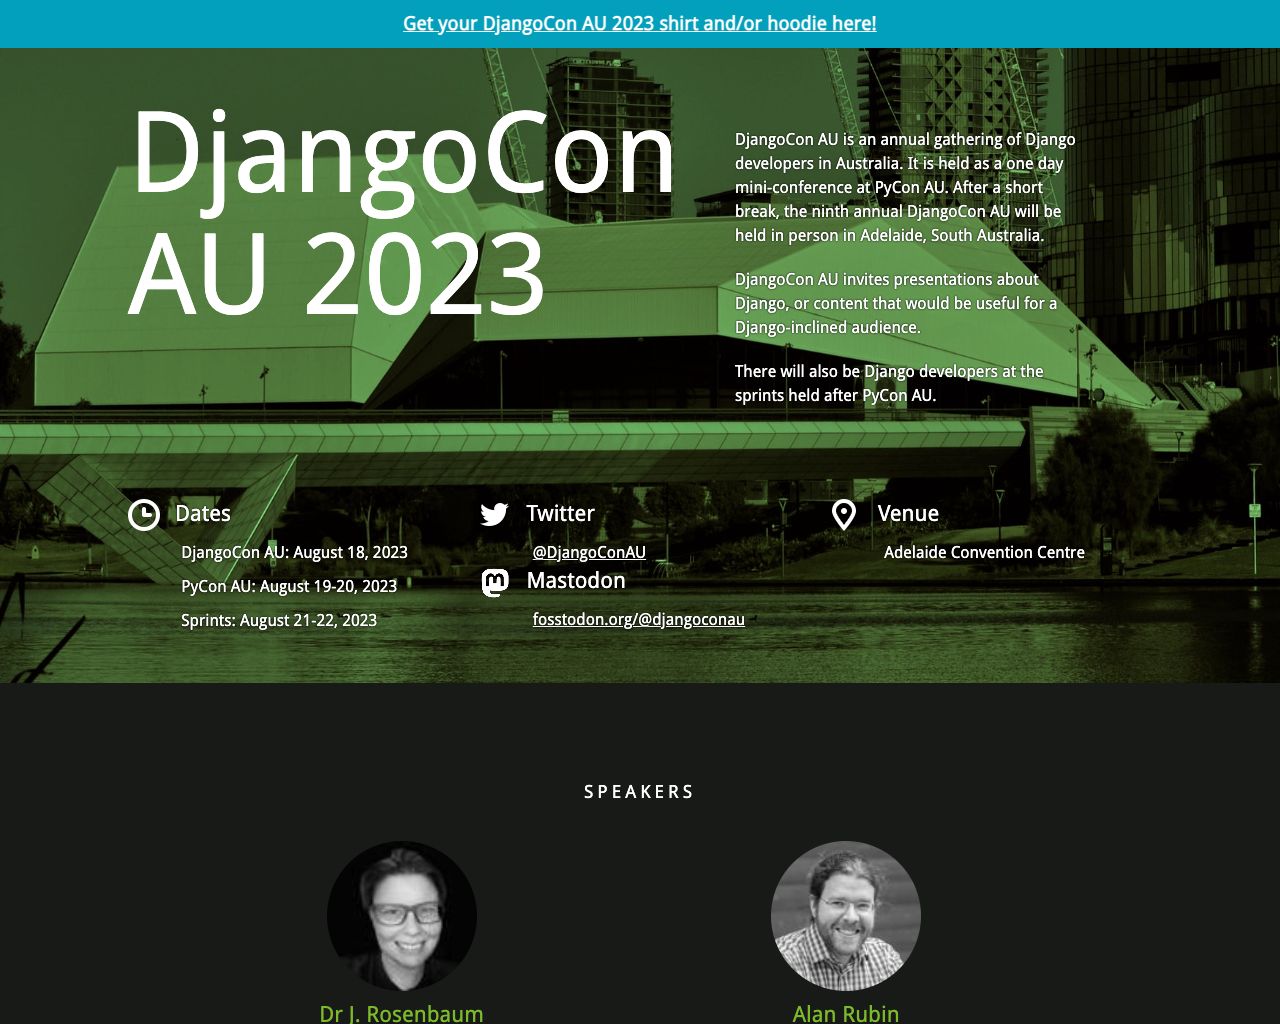 Get your DjangoCon AU 2023 shirt and/or hoodie here!
DjangoCon
AU 2023
DjangoCon AU is an annual gathering of Django
developers in Australia. It is held as a one day
mini-conference at PyCon AU. After a short
break, the ninth annual DjangoCon AU will be
held in person in Adelaide, South Australia.
DjangoCon AU invites presentations about
Django, or content that would be useful for a
Django-inclined audience.
There will also be Django developers at the
sprints held after PyCon AU.
Dates
DjangoCon AU: August 18, 2023
PyCon AU: August 19-20, 2023
Sprints: August 21-22, 2023
Twitter
@DjangoConAU
Mastodon
fosstodon.org/@djangoconau
Venue
Adelaide Convention Centre
SPEAKERS
Dr J. Rosenbaum
Alan Rubin